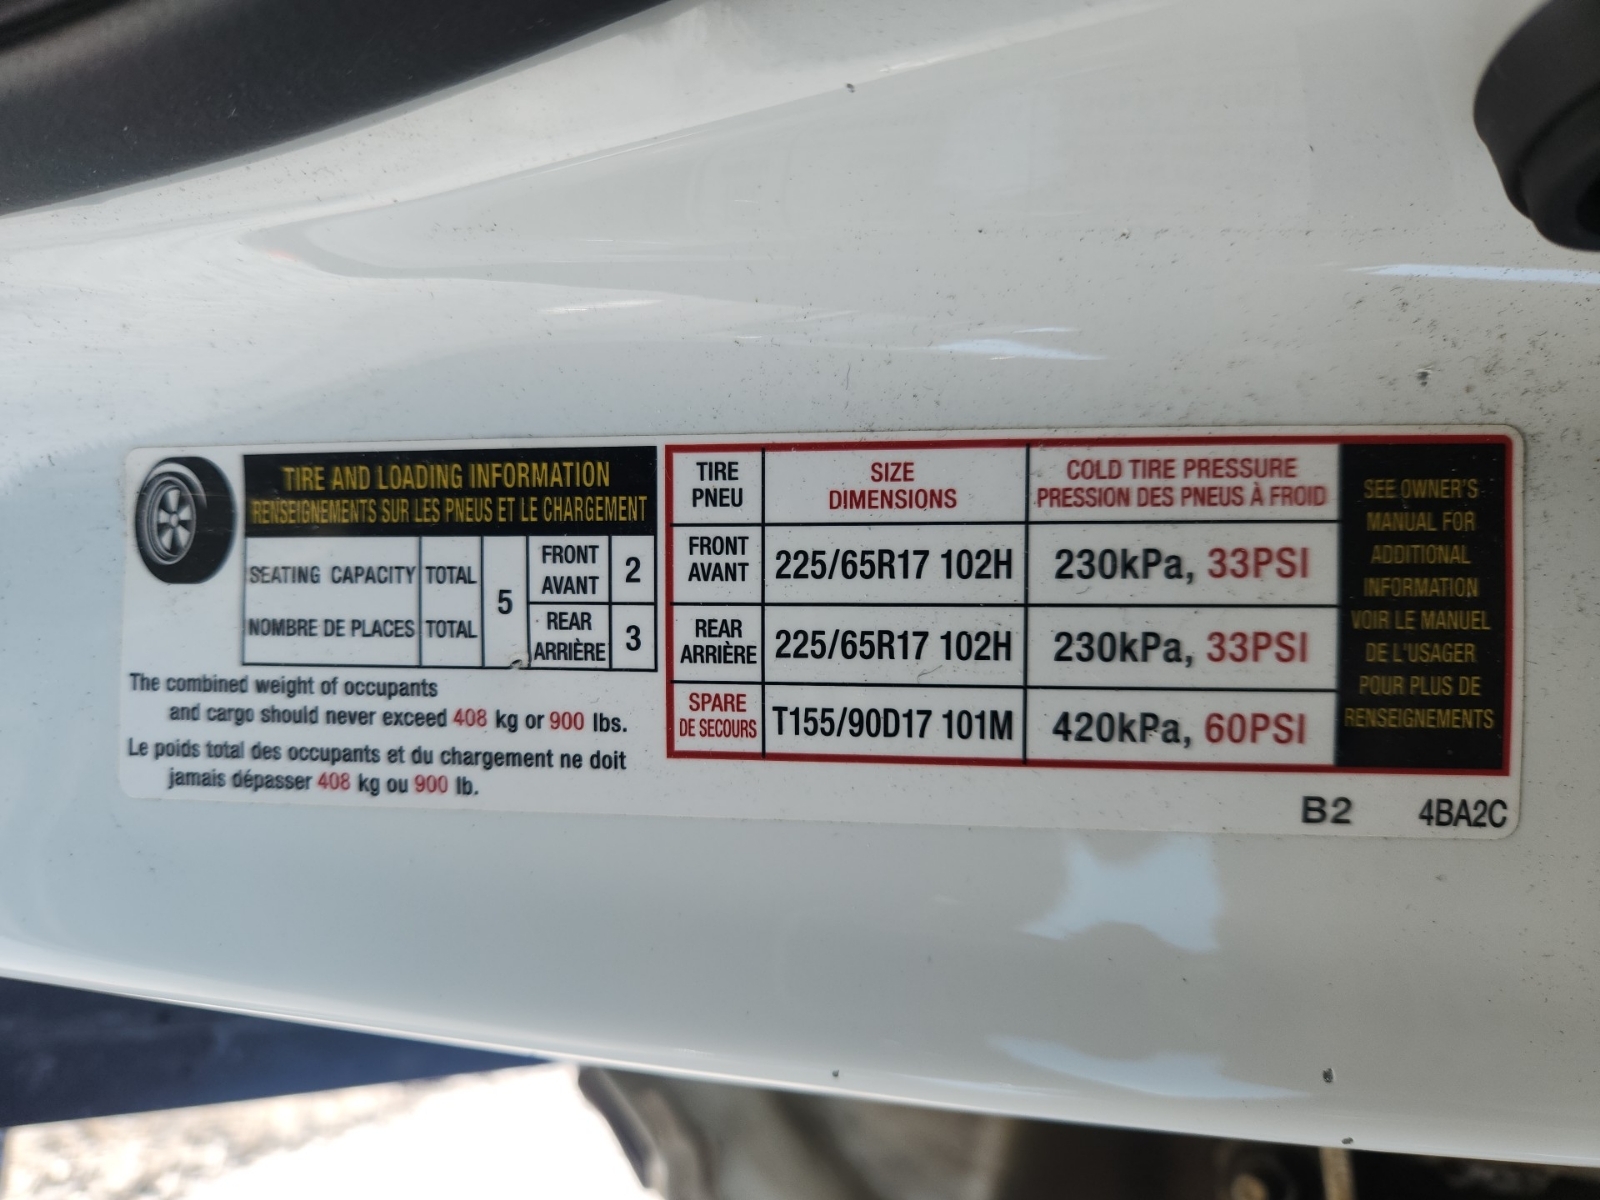 TIRE AND LOADING INFORMATION
RENSEIGNEMENTS SUR LES PNEUS ET LE CHARGEMENT
SEATING CAPACITY TOTAL
NOMBRE DE PLACES TOTAL
5
FRONT
AVANT
2
REAR
ARRIÈRE
3
The combined weight of occupants
and cargo should never exceed 408 kg or 900 lbs.
Le poids total des occupants et du chargement ne doit
jamais dépasser 408 kg ou 900 lb.
TIRE
PNEU
SIZE
DIMENSIONS
COLD TIRE PRESSURE
PRESSION DES PNEUS À FROID
FRONT
AVANT
225/65R17 102H
230kPa, 33PSI
REAR
ARRIÈRE
225/65R17 102H
230kPa, 33PSI
SPARE
DE SECOURS
T155/90D17 101M
420kPa, 60PSI
SEE OWNER'S
MANUAL FOR
ADDITIONAL
INFORMATION
VOIR LE MANUEL
DE L'USAGER
POUR PLUS DE
RENSEIGNEMENTS
B2 4BA2C